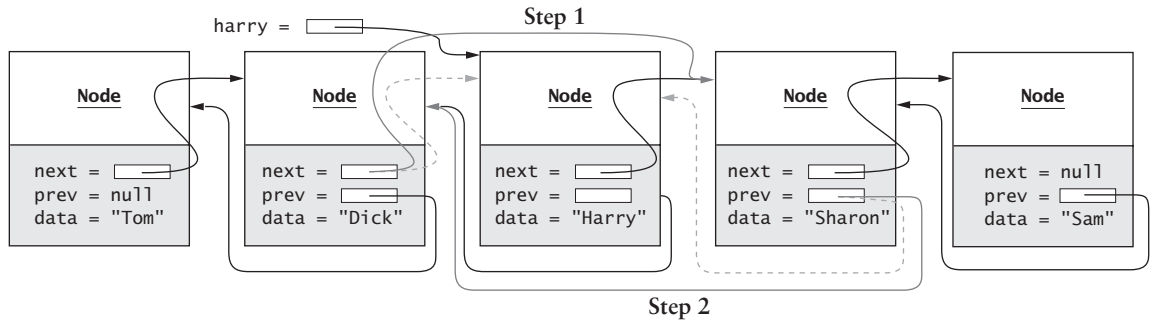 Step 1
harry =
Node
next =
prev = null
data = "Tom"
Node
next =
prev =
data = "Dick"
Node
next =
prev =
data = "Harry"
Node
next =
prev =
data = "Sharon"
Node
next = null
prev =
data = "Sam"
Step 2